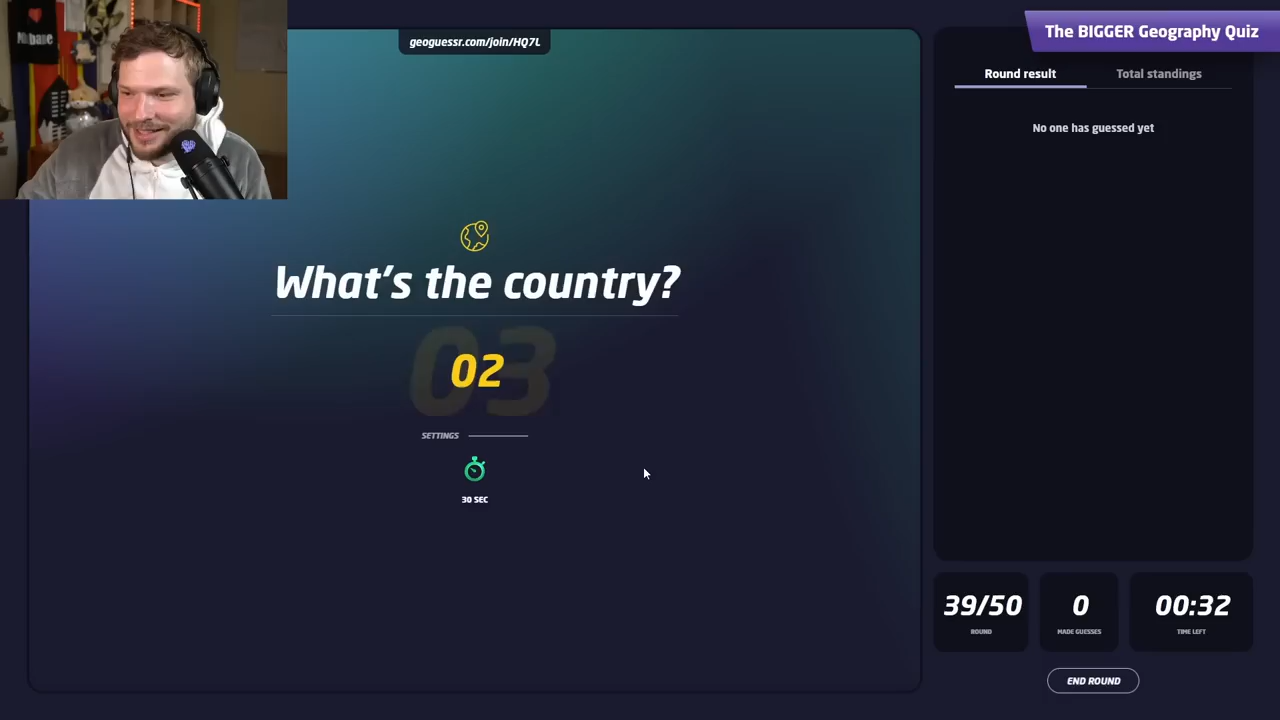 geoguessr.com/join/HQ7L
The BIGGER Geography Quiz
Round result
Total standings
No one has guessed yet
What's the country?
03
02
SETTINGS
30 SEC
39/50
ROUND
0
MADE GUESSES
00:32
TIME LEFT
END ROUND